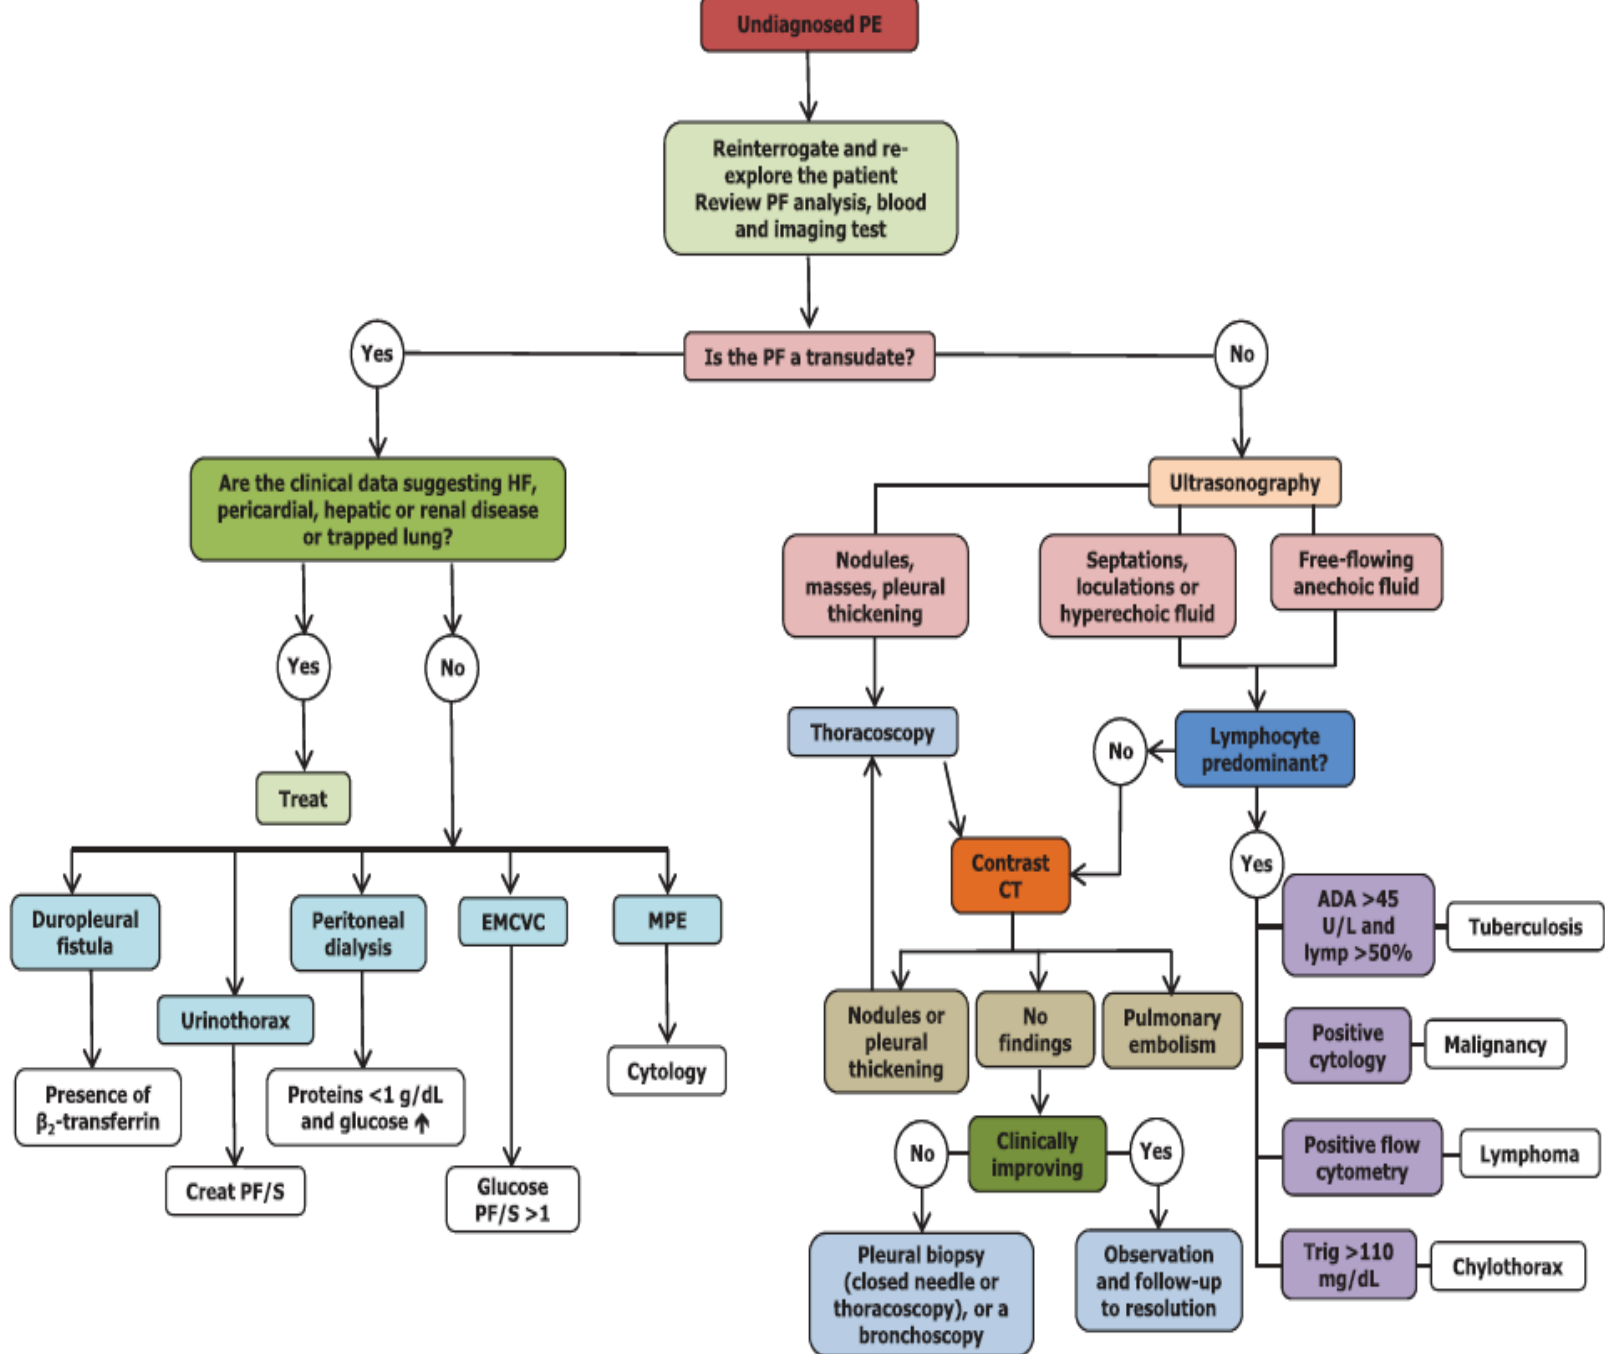 Undiagnosed PE
Reinterrogate and re-
explore the patient
Review PF analysis, blood
and imaging test
Yes
Is the PF a transudate?
No
Are the clinical data suggesting HF,
pericardial, hepatic or renal disease
or trapped lung?
Yes
No
Treat
Duropleural
fistula
Urinothorax
Peritoneal
dialysis
EMCVC
MPE
Presence of
β₂-transferrin
Creat PF/S
Proteins <1 g/dL
and glucose ↑
Glucose
PF/S >1
Cytology
Ultrasonography
Nodules,
masses, pleural
thickening
Septations,
loculations or
hyperechoic fluid
Free-flowing
anechoic fluid
Thoracoscopy
No
Lymphocyte
predominant?
Contrast
CT
Yes
Nodules or
pleural
thickening
No
findings
Pulmonary
embolism
No
Clinically
improving
Yes
Pleural biopsy
(closed needle or
thoracoscopy), or a
bronchoscopy
Observation
and follow-up
to resolution
ADA >45
U/L and
lymp >50%
Tuberculosis
Positive
cytology
Malignancy
Positive flow
cytometry
Lymphoma
Trig >110
mg/dL
Chylothorax